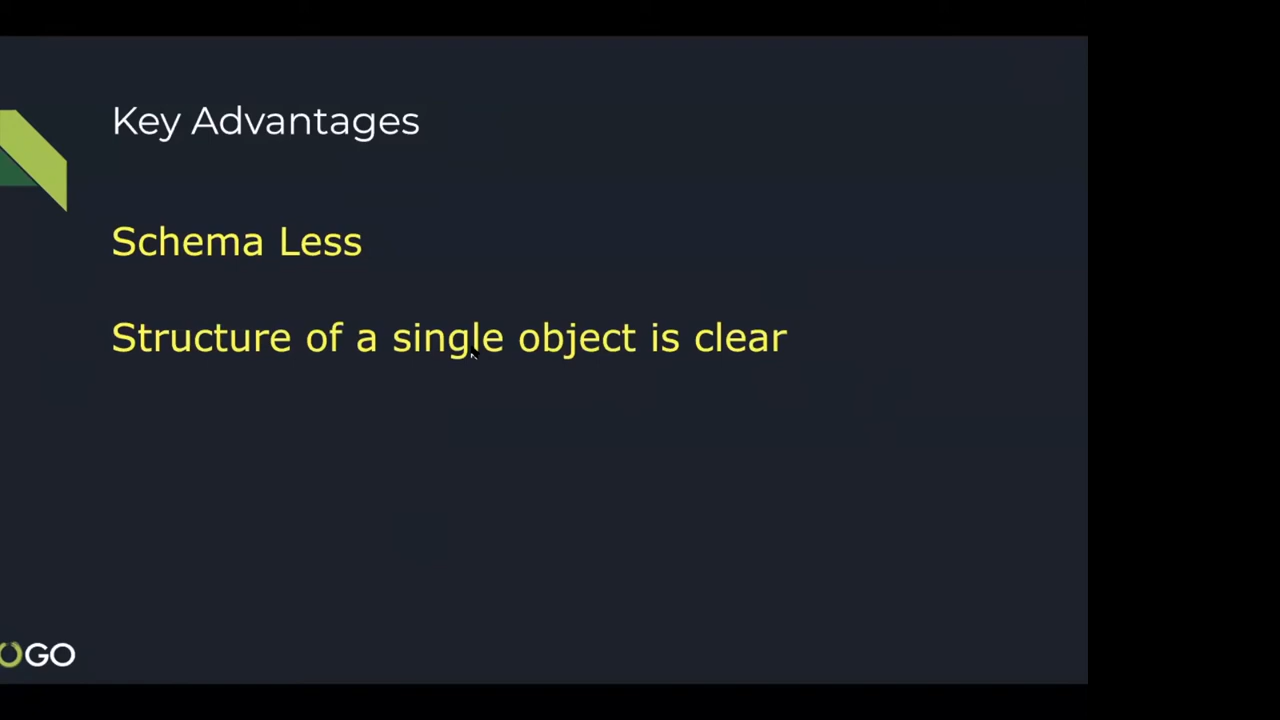 Key Advantages
Schema Less
Structure of a single object is clear
GO